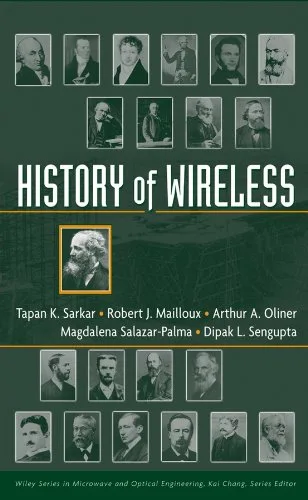 HISTORY of WIRELESS
Tapan K. Sarkar • Robert J. Mailloux • Arthur A. Oliner
Magdalena Salazar-Palma • Dipak L. Sengupta
Wiley Series in Microwave and Optical Engineering, Kai Chang, Series Editor